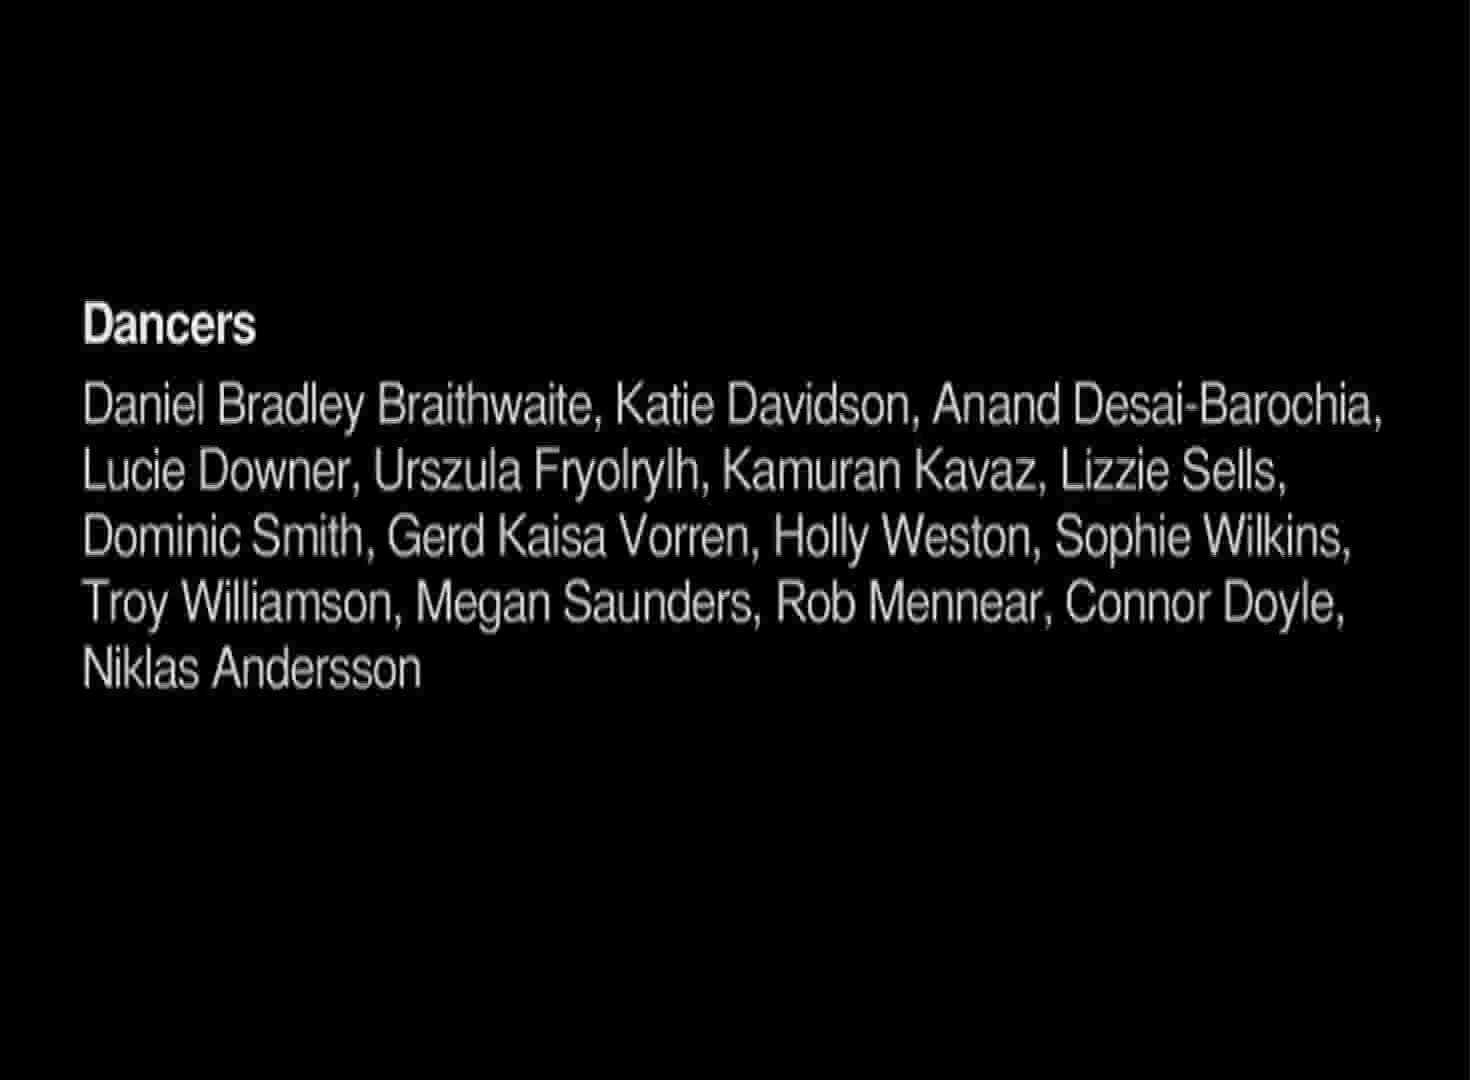 Dancers
Daniel Bradley Braithwaite, Katie Davidson, Anand Desai-Barochia,
Lucie Downer, Urszula Fryolrylh, Kamuran Kavaz, Lizzie Sells,
Dominic Smith, Gerd Kaisa Vorren, Holly Weston, Sophie Wilkins,
Troy Williamson, Megan Saunders, Rob Mennear, Connor Doyle,
Niklas Andersson